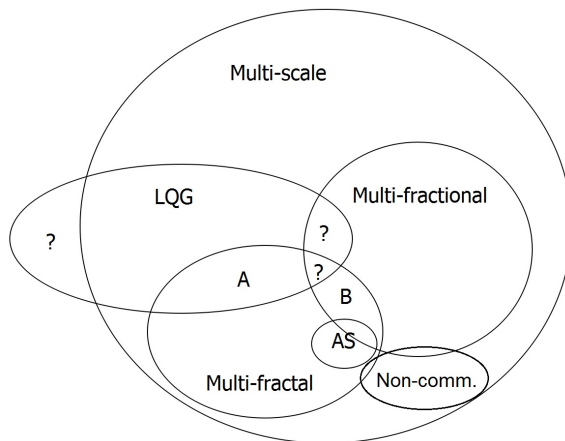 Multi-scale
LQG
Multi-fractional
?
?
A
?
B
AS
Multi-fractal
Non-comm.